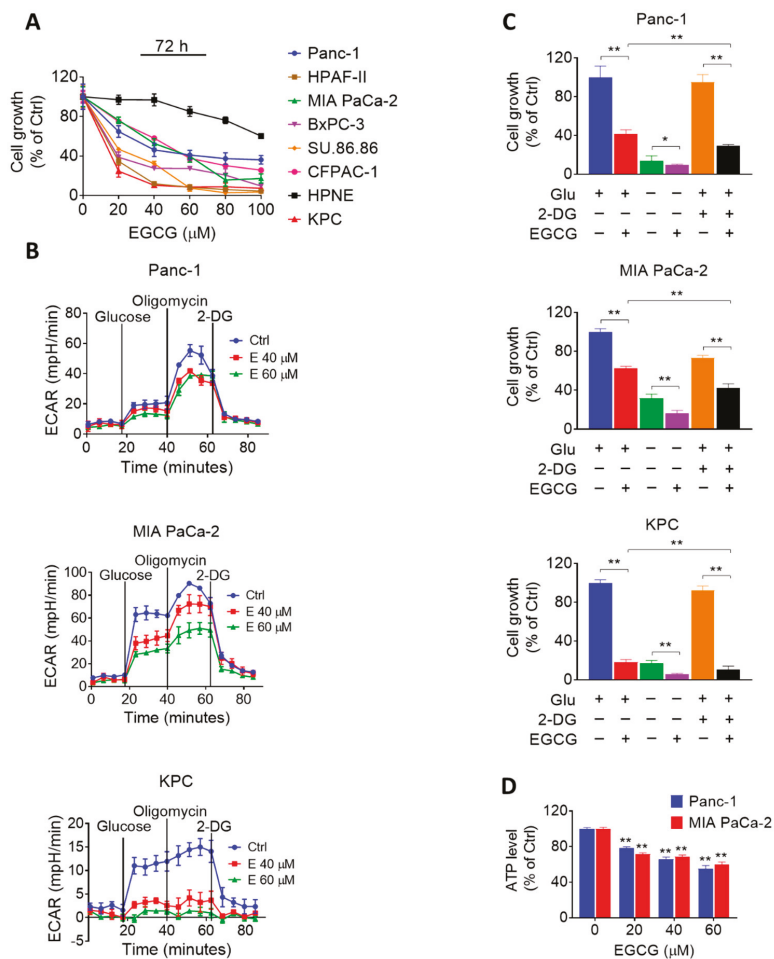 A
72 h
Cell growth
(% of Ctrl)
120
100
80
60
40
20
0
0 20 40 60 80 100
EGCG (μM)
Panc-1
HPAF-II
MIA PaCa-2
BxPC-3
SU.86.86
CFPAC-1
HPNE
KPC
B
Panc-1
Oligomycin
Glucose 2-DG
ECAR (mpH/min)
80
60
40
20
0
0 20 40 60 80
Time (minutes)
Ctrl
E 40 μM
E 60 μM
MIA PaCa-2
Oligomycin
Glucose 2-DG
ECAR (mpH/min)
100
80
60
40
20
0
0 20 40 60 80
Time (minutes)
Ctrl
E 40 μM
E 60 μM
KPC
Oligomycin
Glucose 2-DG
ECAR (mpH/min)
20
15
10
5
0
-5
20 40 60 80
Time (minutes)
Ctrl
E 40 μM
E 60 μM
C
Panc-1
Cell growth
(% of Ctrl)
120
80
40
0
** ** * ** 
Glu + + − − + +
2-DG − − − − + +
EGCG − + − + − +
MIA PaCa-2
Cell growth
(% of Ctrl)
120
80
40
0
** ** ** **
Glu + + − − + +
2-DG − − − − + +
EGCG − + − + − +
KPC
Cell growth
(% of Ctrl)
120
80
40
0
** ** ** **
Glu + + − − + +
2-DG − − − − + +
EGCG − + − + − +
D
Panc-1
MIA PaCa-2
ATP level
(% of Ctrl)
150
100
50
0
** ** ** ** ** **
0 20 40 60
EGCG (μM)